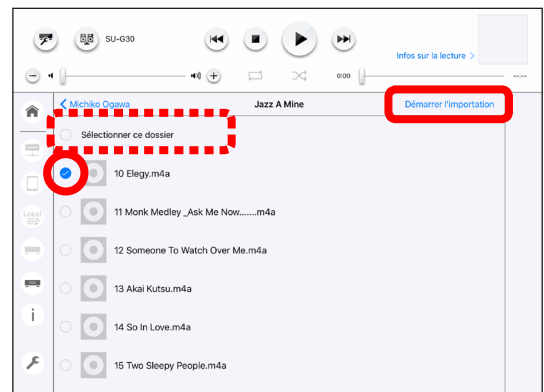 SU-G30
Infos sur la lecture >
0:00
--:--
Michiko Ogawa
Jazz A Mine
Démarrer l'importation
Sélectionner ce dossier
10 Elegy.m4a
11 Monk Medley _Ask Me Now.......m4a
12 Someone To Watch Over Me.m4a
13 Akai Kutsu.m4a
14 So In Love.m4a
15 Two Sleepy People.m4a
Local
i